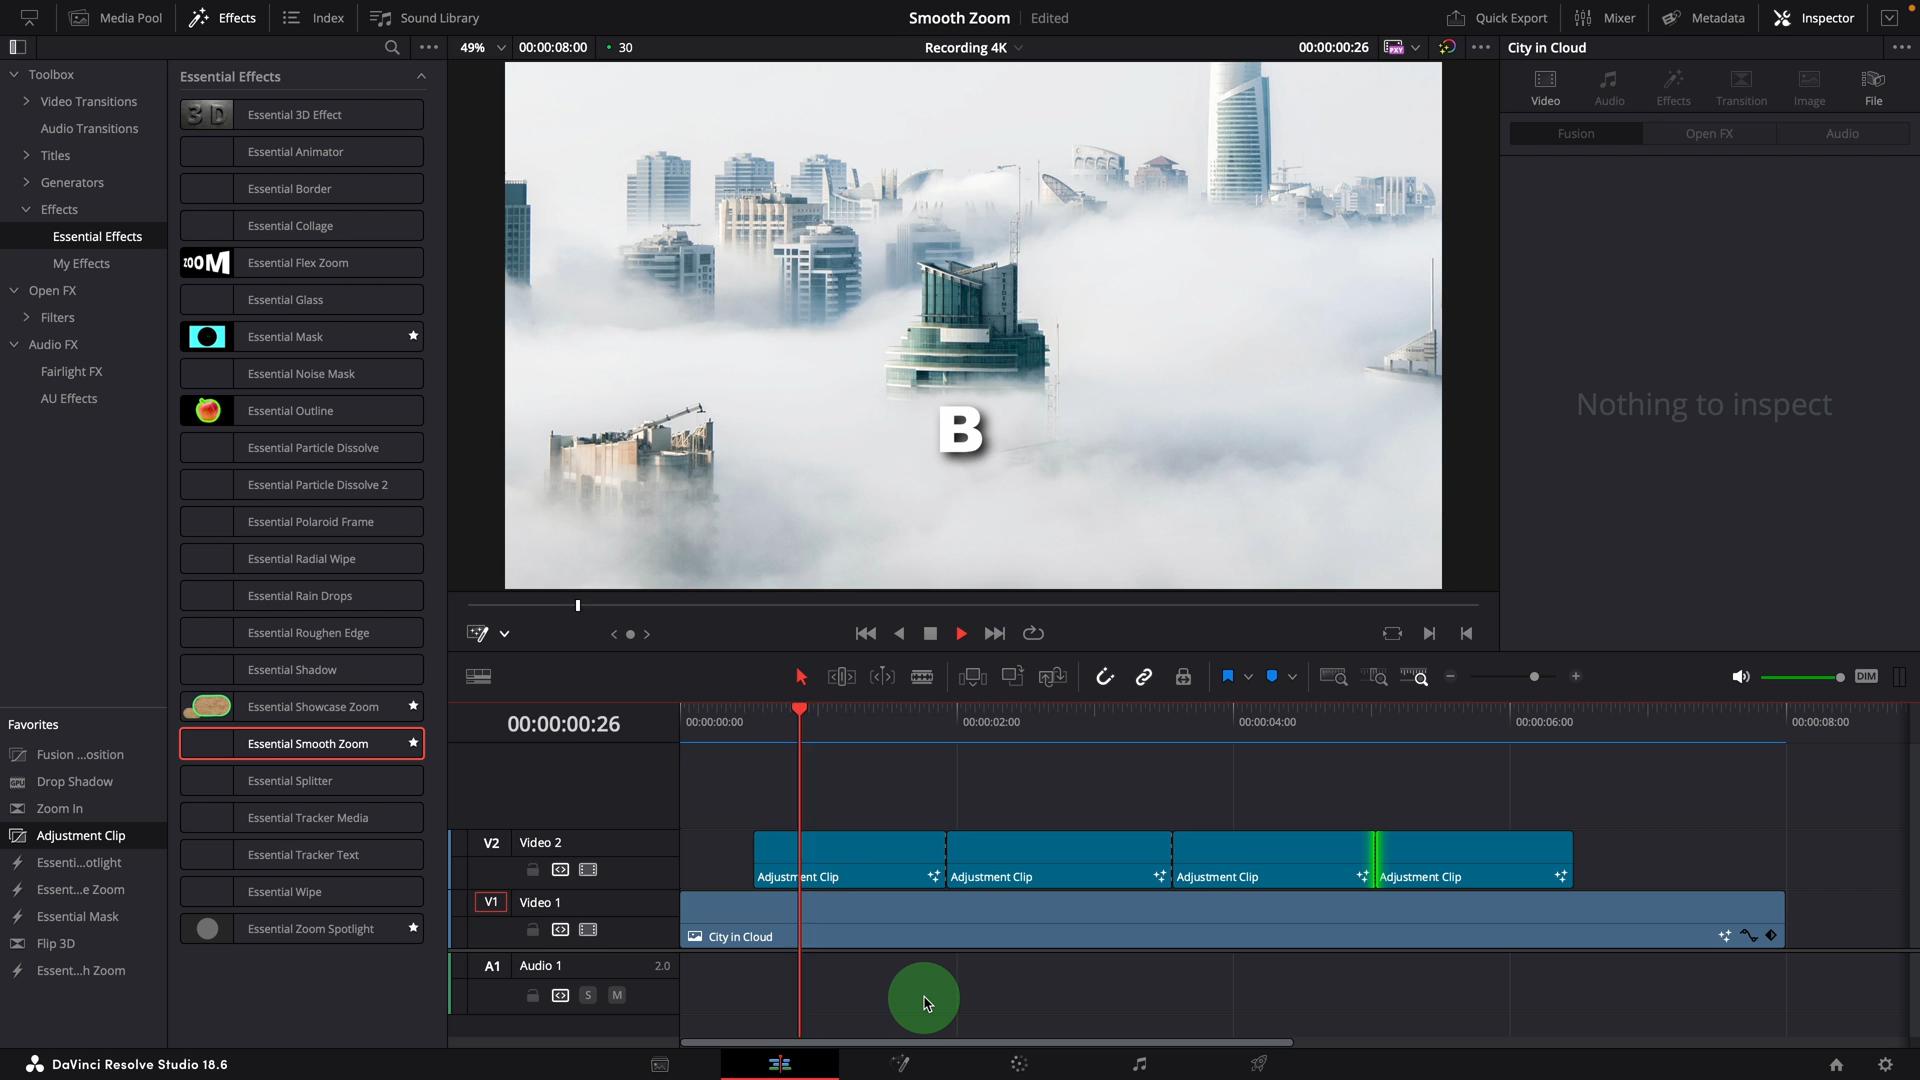 Media Pool
Effects
Index
Sound Library
Smooth Zoom
Edited
Quick Export
Mixer
Metadata
Inspector
49%
00:00:08:00
30
Recording 4K
00:00:00:26
PXY
City in Cloud
Toolbox
Video Transitions
Audio Transitions
Titles
Generators
Effects
Essential Effects
My Effects
Open FX
Filters
Audio FX
Fairlight FX
AU Effects
Favorites
Fusion ...osition
Drop Shadow
Zoom In
Adjustment Clip
Essenti...otlight
Essent...e Zoom
Essential Mask
Flip 3D
Essent...h Zoom
Essential Effects
3D
Essential 3D Effect
Essential Animator
Essential Border
Essential Collage
ZOOM
Essential Flex Zoom
Essential Glass
Essential Mask
Essential Noise Mask
Essential Outline
Essential Particle Dissolve
Essential Particle Dissolve 2
Essential Polaroid Frame
Essential Radial Wipe
Essential Rain Drops
Essential Roughen Edge
Essential Shadow
Essential Showcase Zoom
Essential Smooth Zoom
Essential Splitter
Essential Tracker Media
Essential Tracker Text
Essential Wipe
Essential Zoom Spotlight
B
Video
Audio
Effects
Transition
Image
File
Fusion
Open FX
Audio
Nothing to inspect
DIM
00:00:00:26
00:00:00:00
00:00:02:00
00:00:04:00
00:00:06:00
00:00:08:00
V2
Video 2
Adjustment Clip
Adjustment Clip
Adjustment Clip
Adjustment Clip
V1
Video 1
City in Cloud
A1
Audio 1
2.0
S
M
DaVinci Resolve Studio 18.6